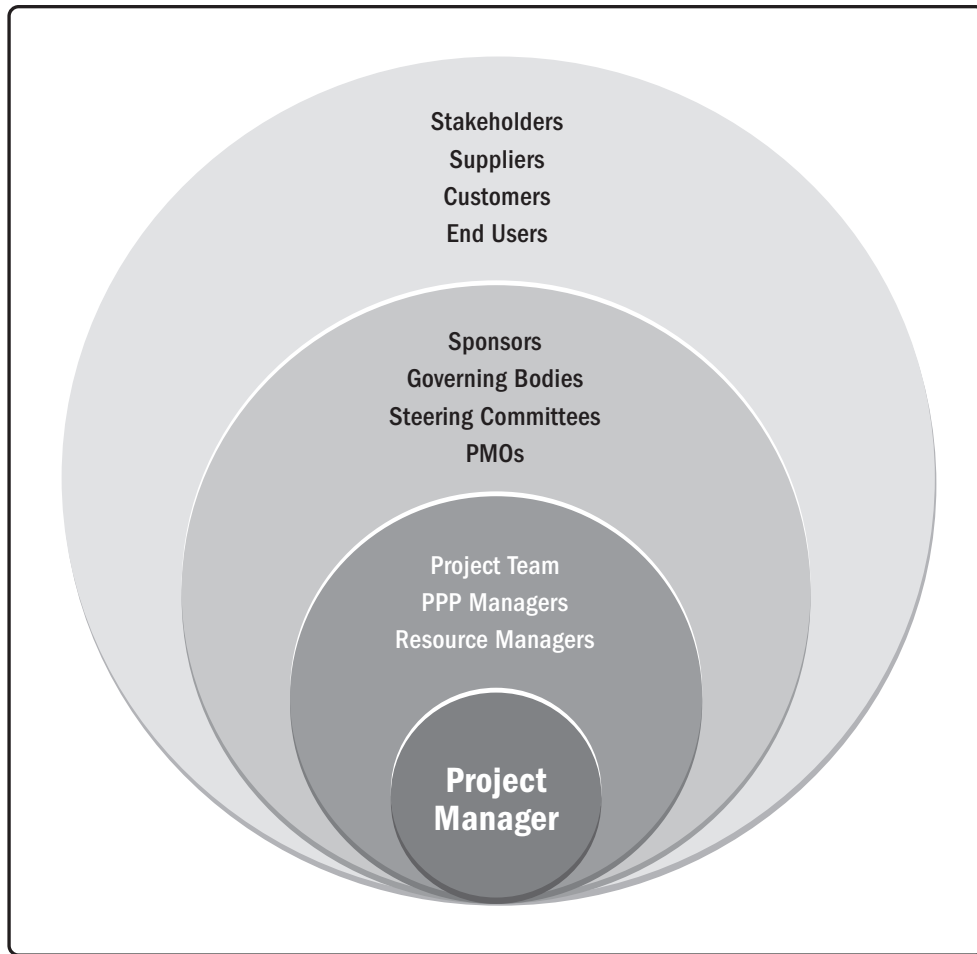 Stakeholders
Suppliers
Customers
End Users
Sponsors
Governing Bodies
Steering Committees
PMOs
Project Team
PPP Managers
Resource Managers
Project
Manager